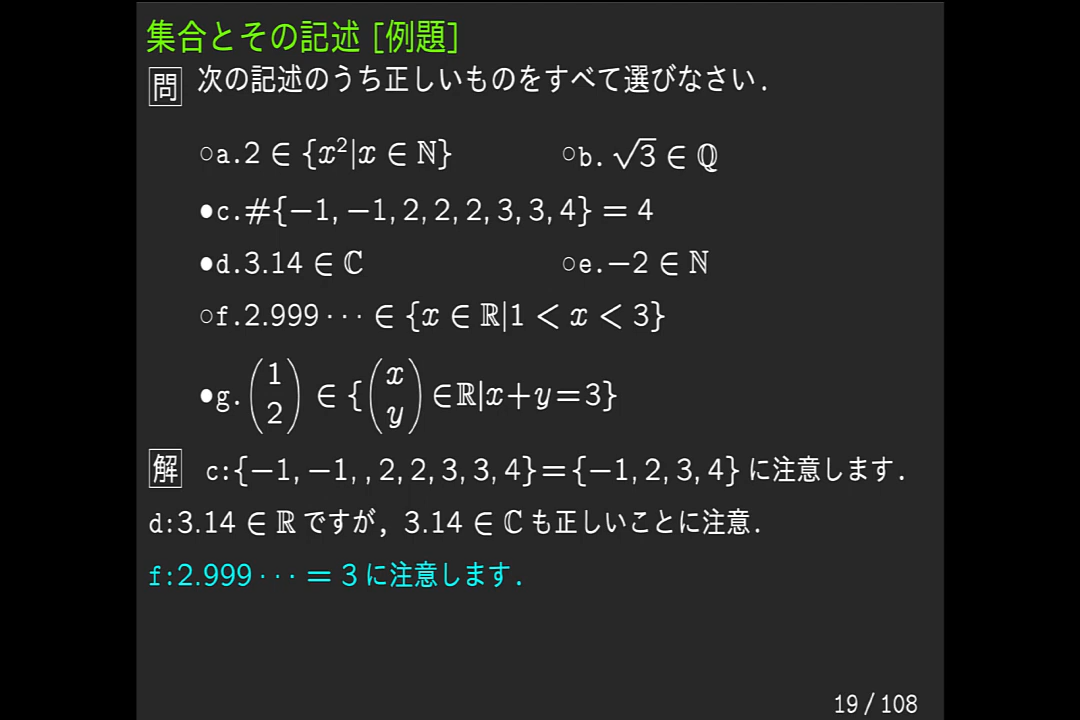 集合とその記述 [例題]
問 次の記述のうち正しいものをすべて選びなさい.
○a.2 ∈ {x²|x ∈ ℕ} ○b. √3 ∈ ℚ
●c.#{−1, −1, 2, 2, 2, 3, 3, 4} = 4
●d.3.14 ∈ ℂ ○e.−2 ∈ ℕ
○f.2.999··· ∈ {x ∈ ℝ|1 < x < 3}
●g. (1 2) ∈ {(x y) ∈ℝ|x+y=3}
解 c:{−1, −1, , 2, 2, 3, 3, 4}={−1, 2, 3, 4} に注意します.
d:3.14 ∈ ℝ ですが, 3.14 ∈ ℂ も正しいことに注意.
f:2.999··· = 3 に注意します.
19 / 108